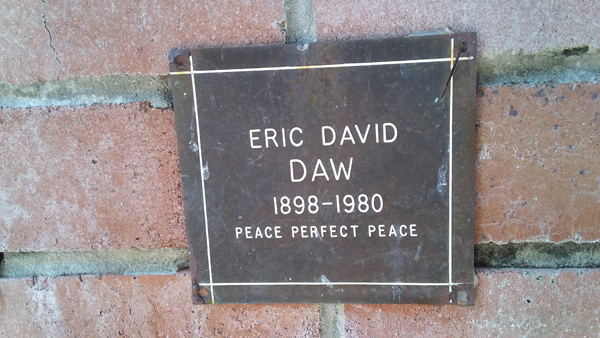 ERIC DAVID
DAW
1898-1980
PEACE PERFECT PEACE